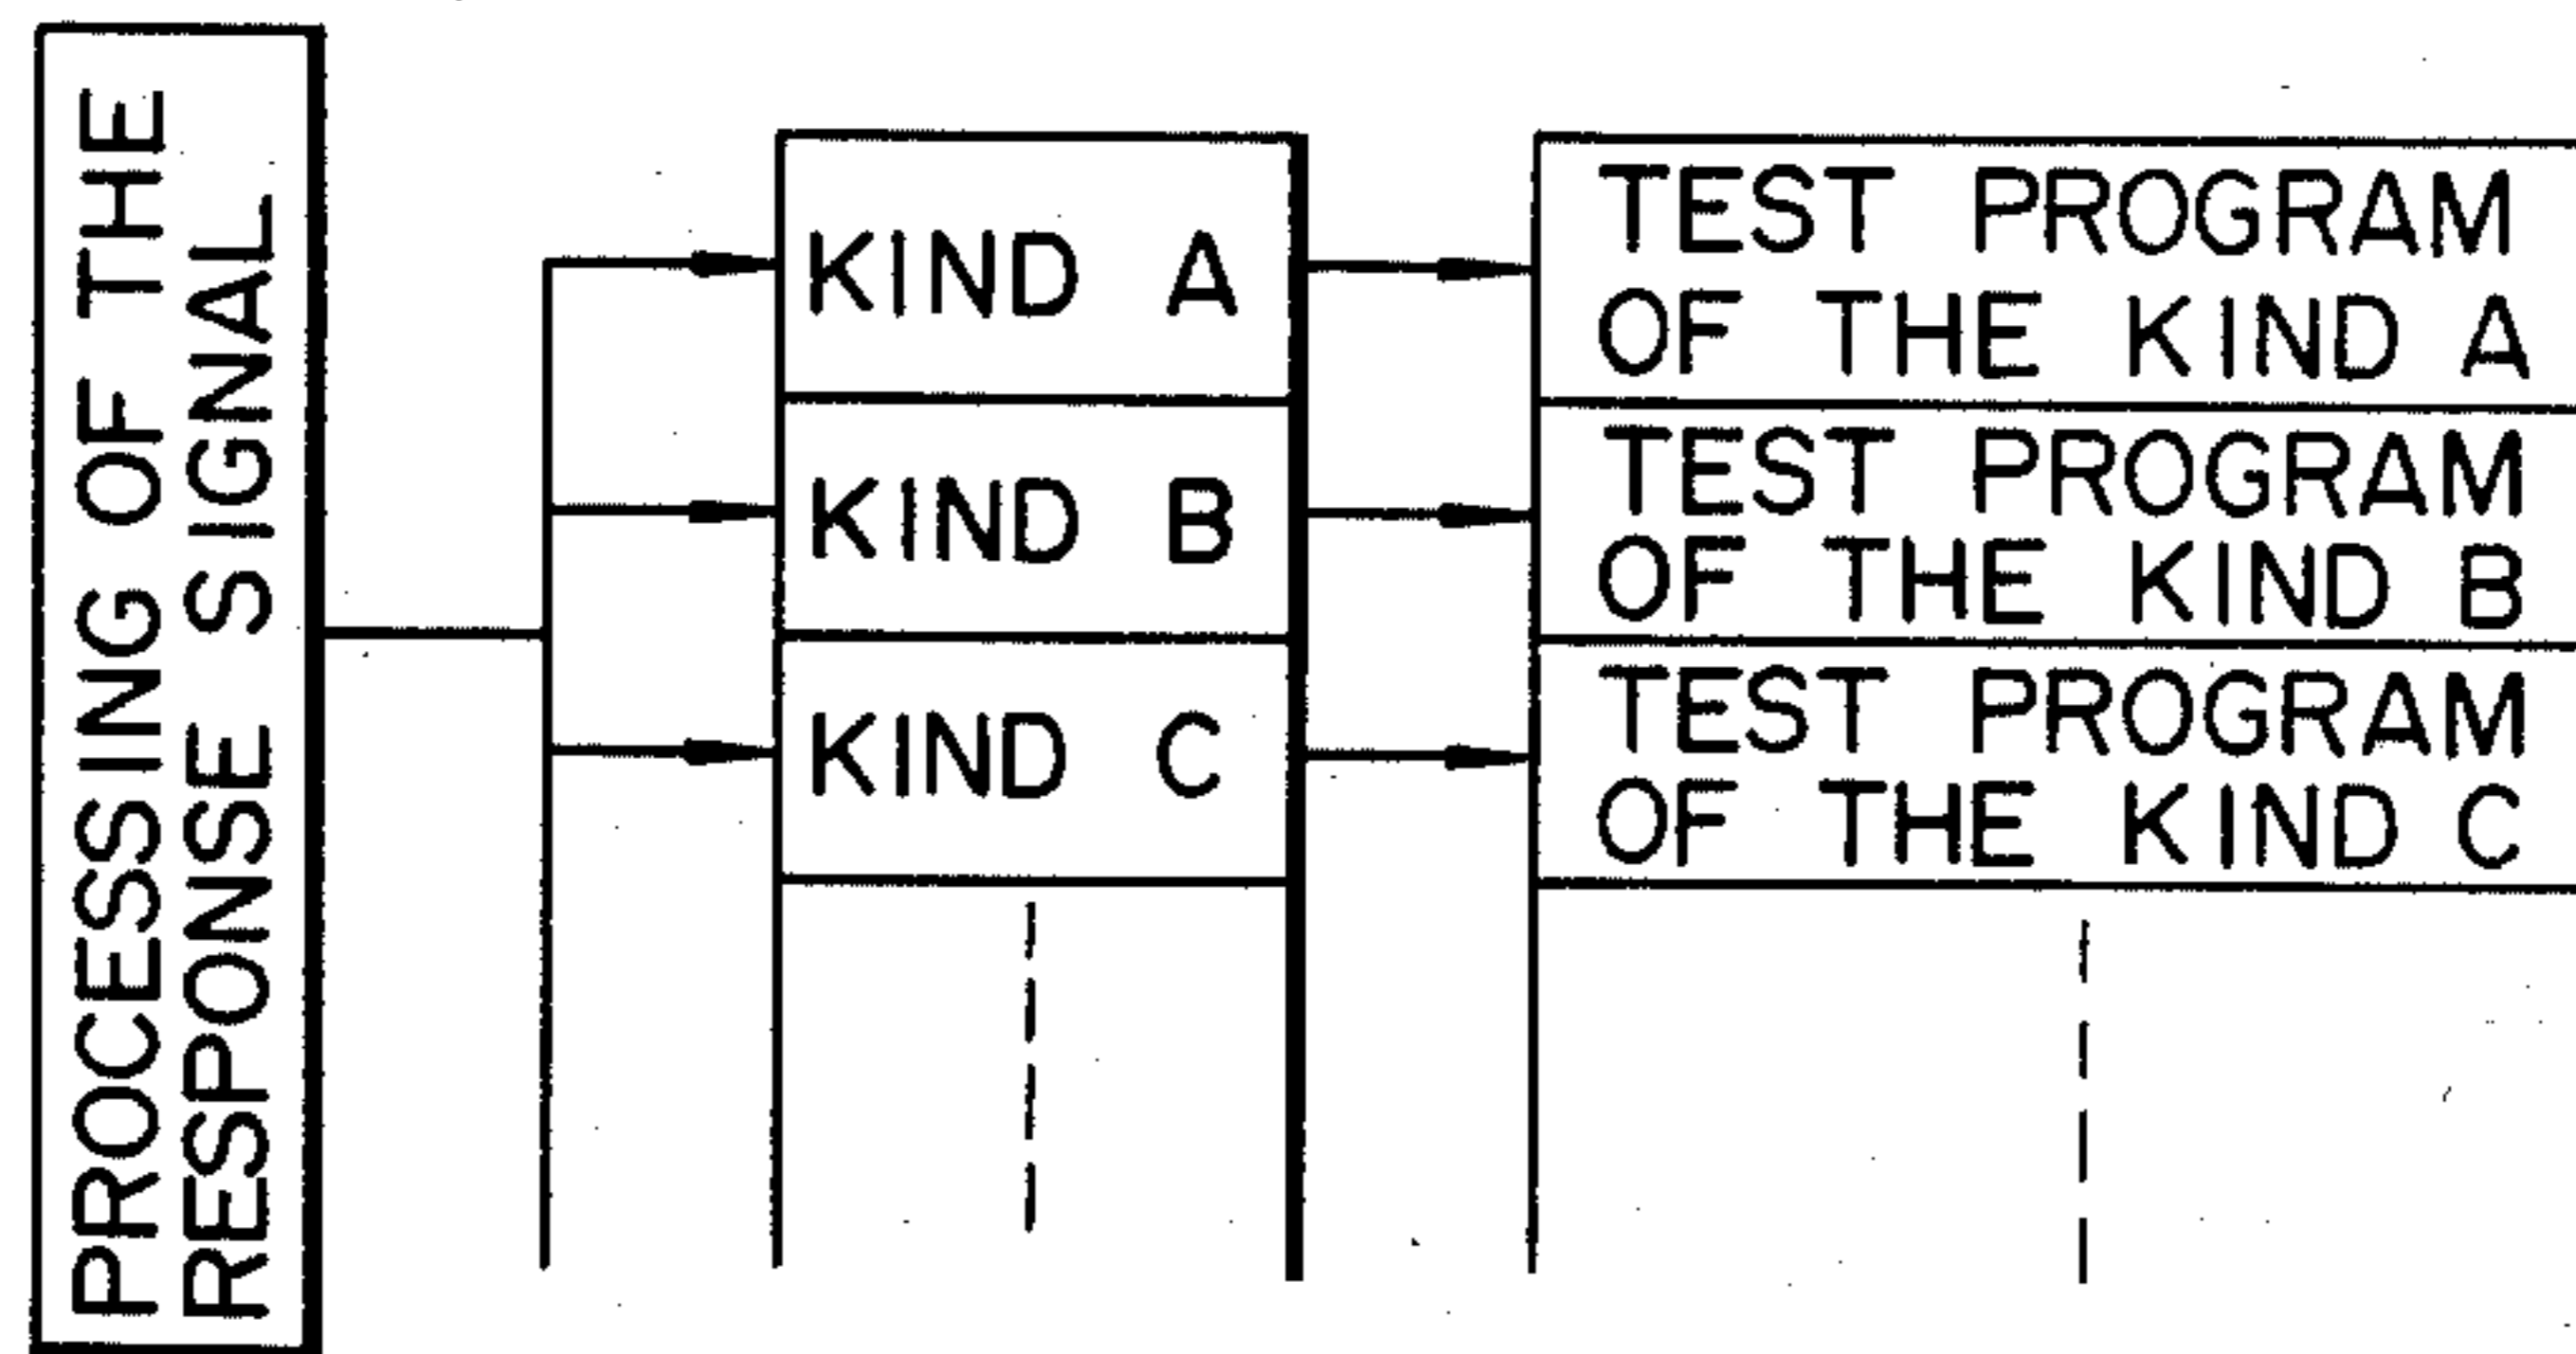 PROCESSING OF THE
RESPONSE SIGNAL
KIND A
KIND B
KIND C
TEST PROGRAM
OF THE KIND A
TEST PROGRAM
OF THE KIND B
TEST PROGRAM
OF THE KIND C